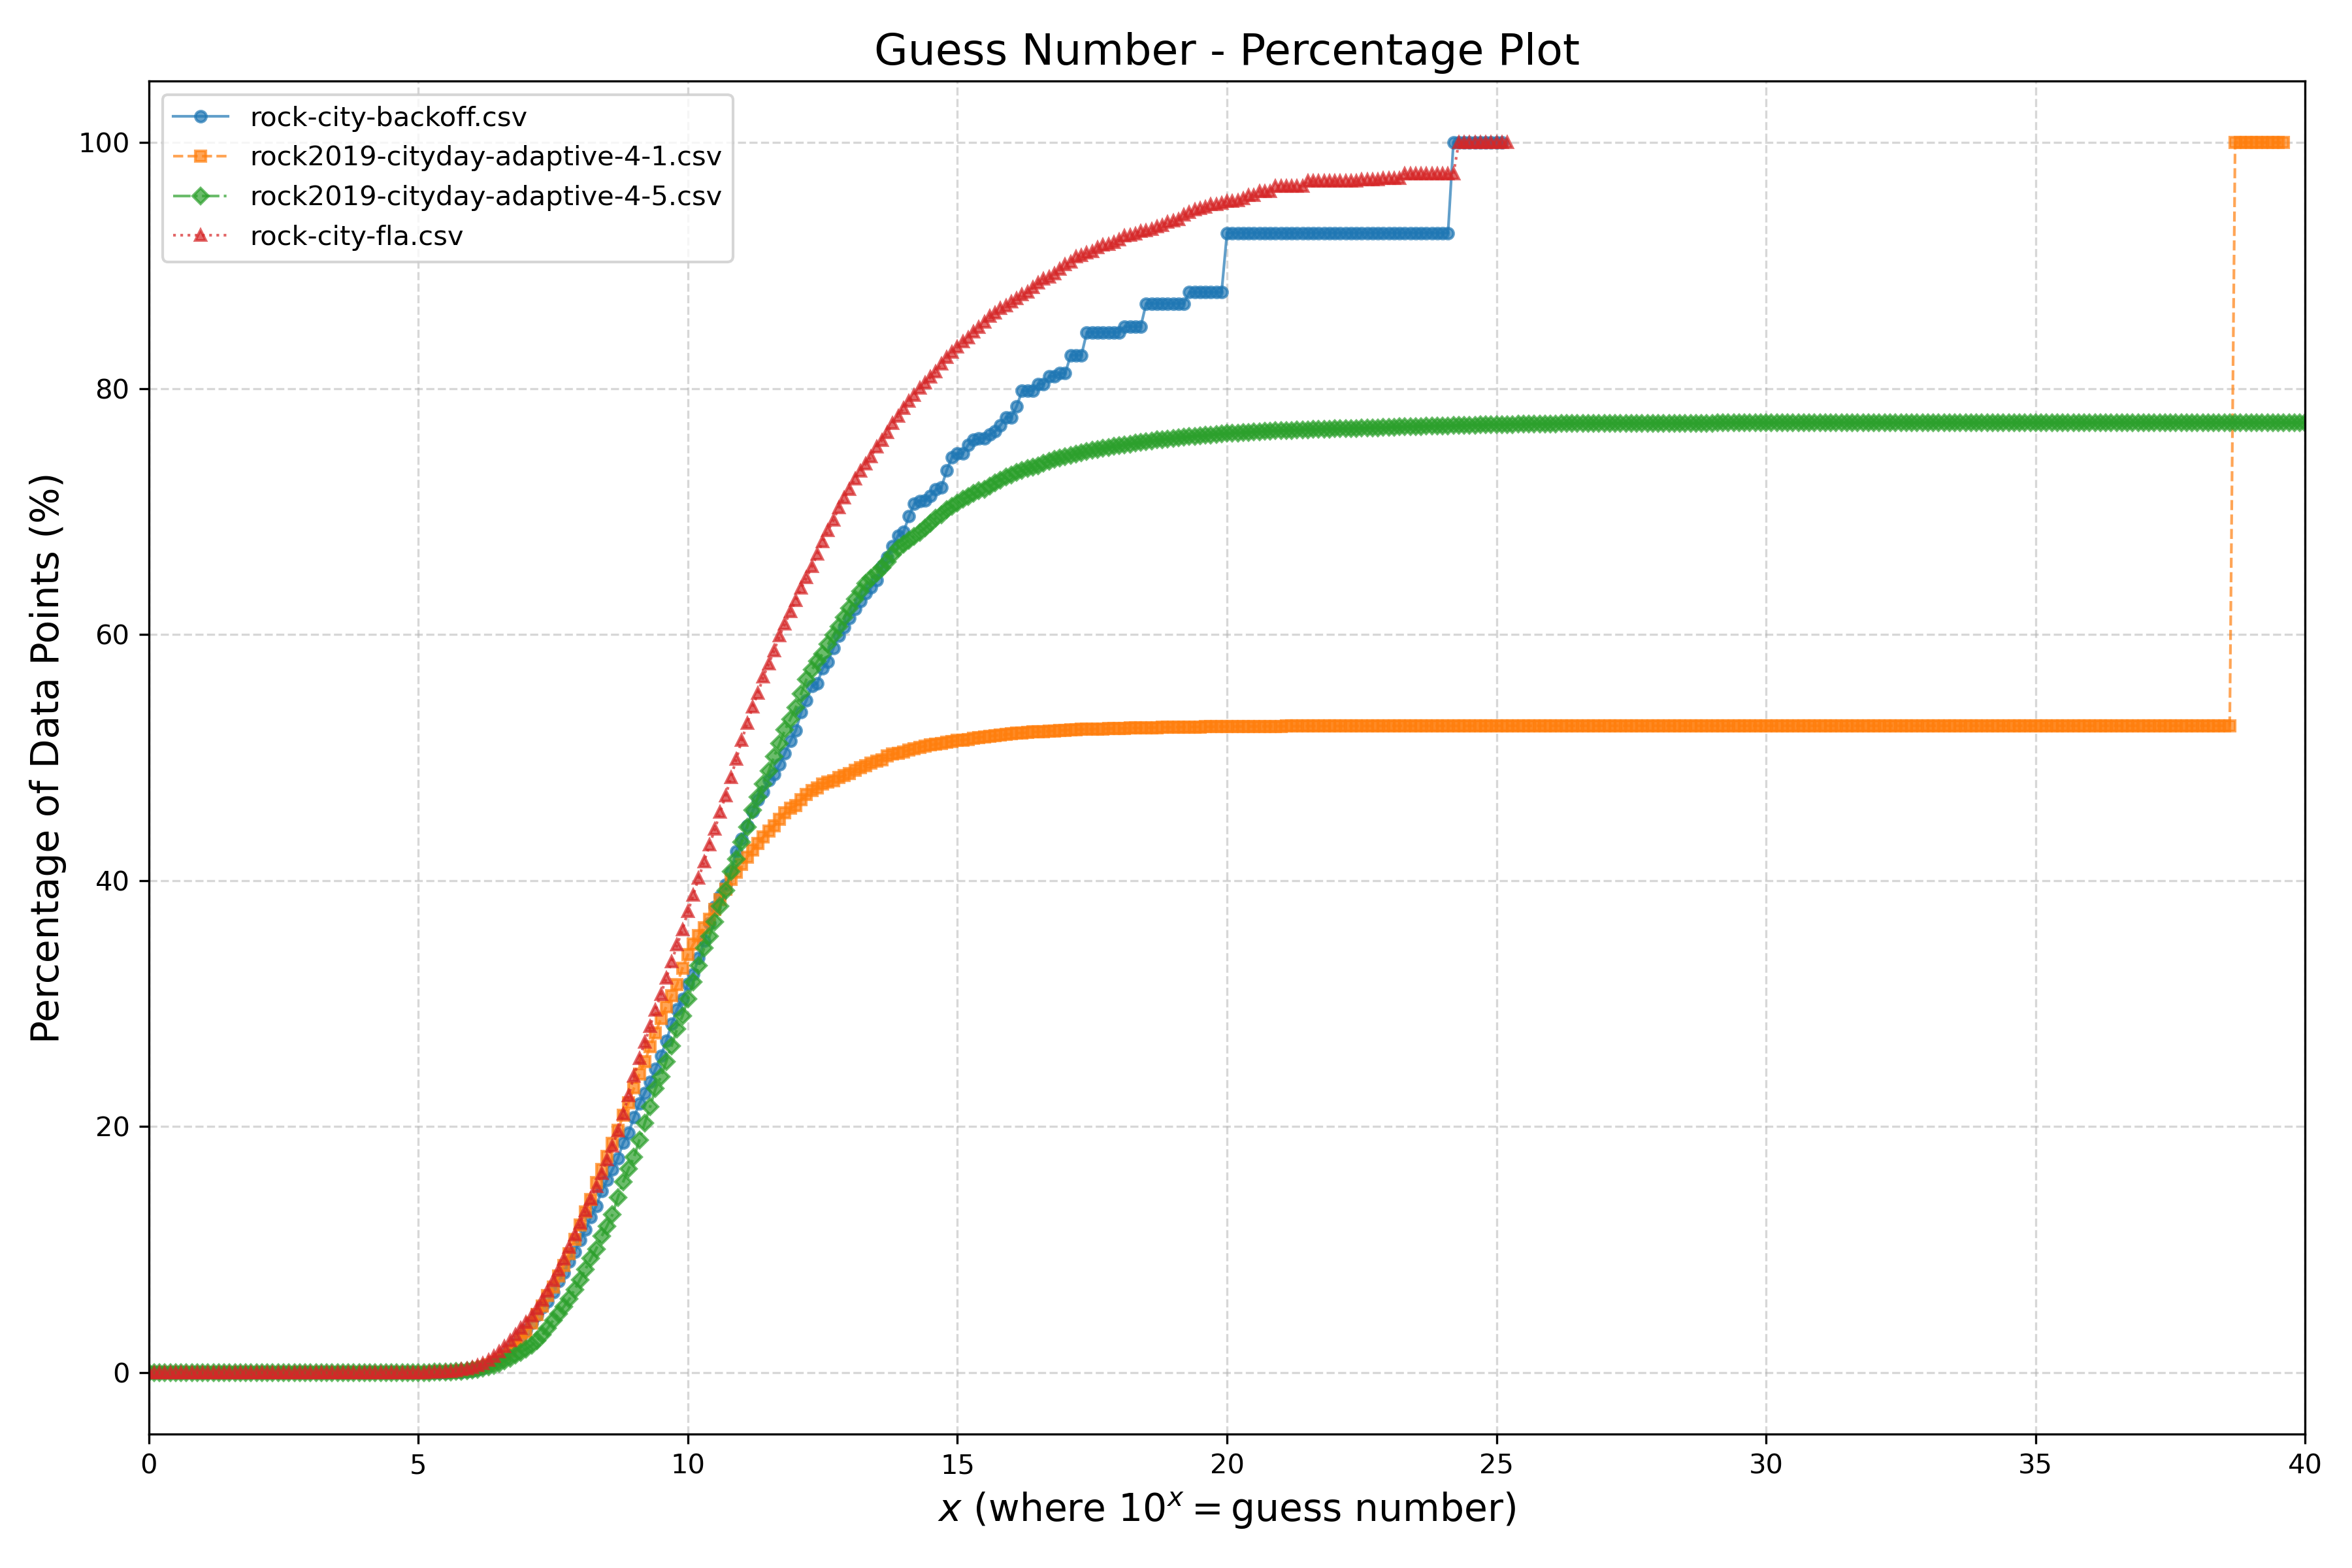 Guess Number - Percentage Plot
rock-city-backoff.csv
rock2019-cityday-adaptive-4-1.csv
rock2019-cityday-adaptive-4-5.csv
rock-city-fla.csv
Percentage of Data Points (%)
100
80
60
40
20
0
0 5 10 15 20 25 30 35 40
x (where 10^x = guess number)